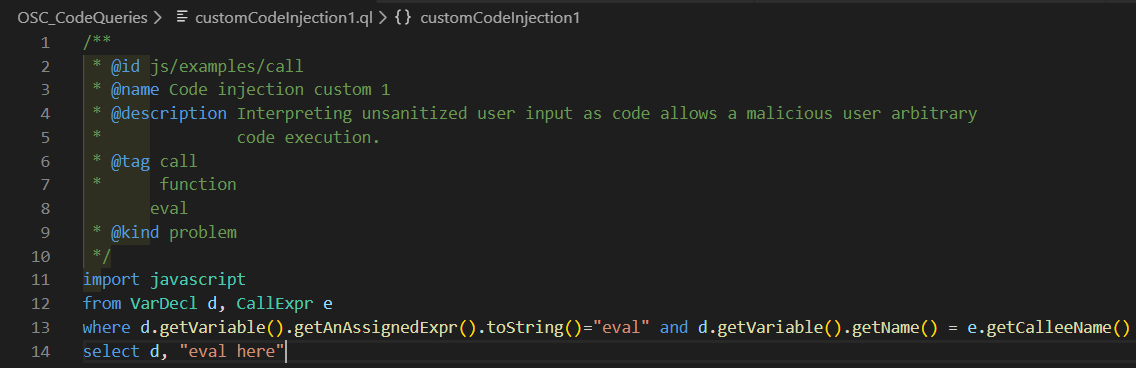 OSC_CodeQueries > customCodeInjection1.ql > {} customCodeInjection1
1 /**
2  * @id js/examples/call
3  * @name Code injection custom 1
4  * @description Interpreting unsanitized user input as code allows a malicious user arbitrary
5  *              code execution.
6  * @tag call
7  *      function
8        eval
9  * @kind problem
10  */
11 import javascript
12 from VarDecl d, CallExpr e
13 where d.getVariable().getAnAssignedExpr().toString()="eval" and d.getVariable().getName() = e.getCalleeName()
14 select d, "eval here"